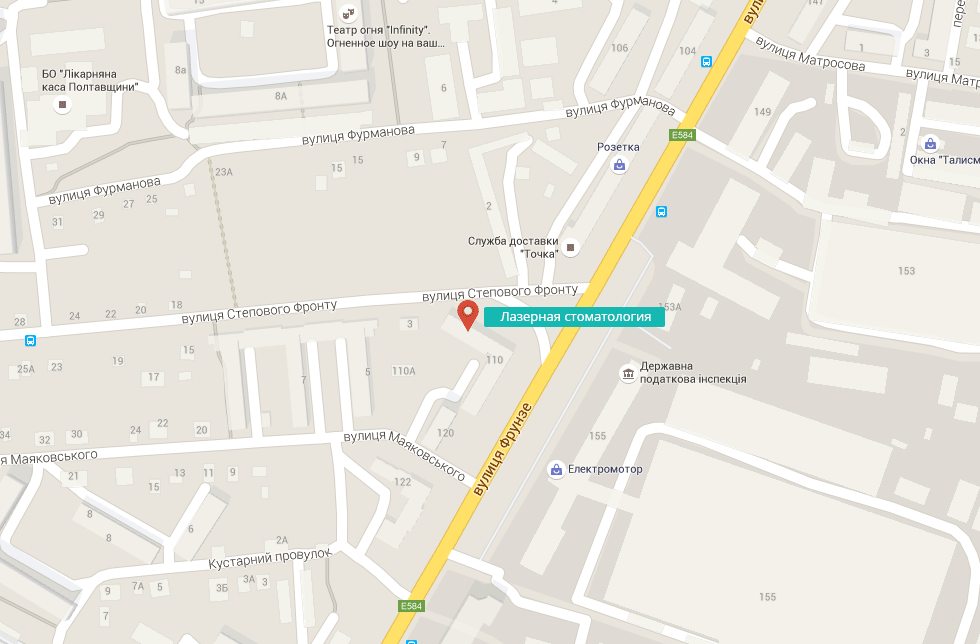 вул
пере
Театр огня "Infinity".
Огненное шоу на ваш...
106
104
вулиця Матросова
1
3
вулиця Матр
8а
БО "Лікарняна
каса Полтавщини"
6
8А
вулиця Фурманова
149
вулиця Фурманова
E584
2
Розетка
Окна "Талисм
7
9
15
15
23А
вулиця Фурманова
25
27
29
31
2
Служба доставки
"Точка"
153
вулиця Степового Фронту
18
20
22
24
28
вулиця Степового Фронту
153А
Лазерная стоматология
3
15
19
23
25А
17
7
5
110А
110
Державна
податкова інспекція
вулиця Фрунзе
34
32
30
24
22
20
120
155
вулиця Маяковського
я Маяковського
Електромотор
21
15
13
11
9
122
8
8
6
2А
Кустарний провулок
9
7А
5
3Б
3А
3
7
E584
155